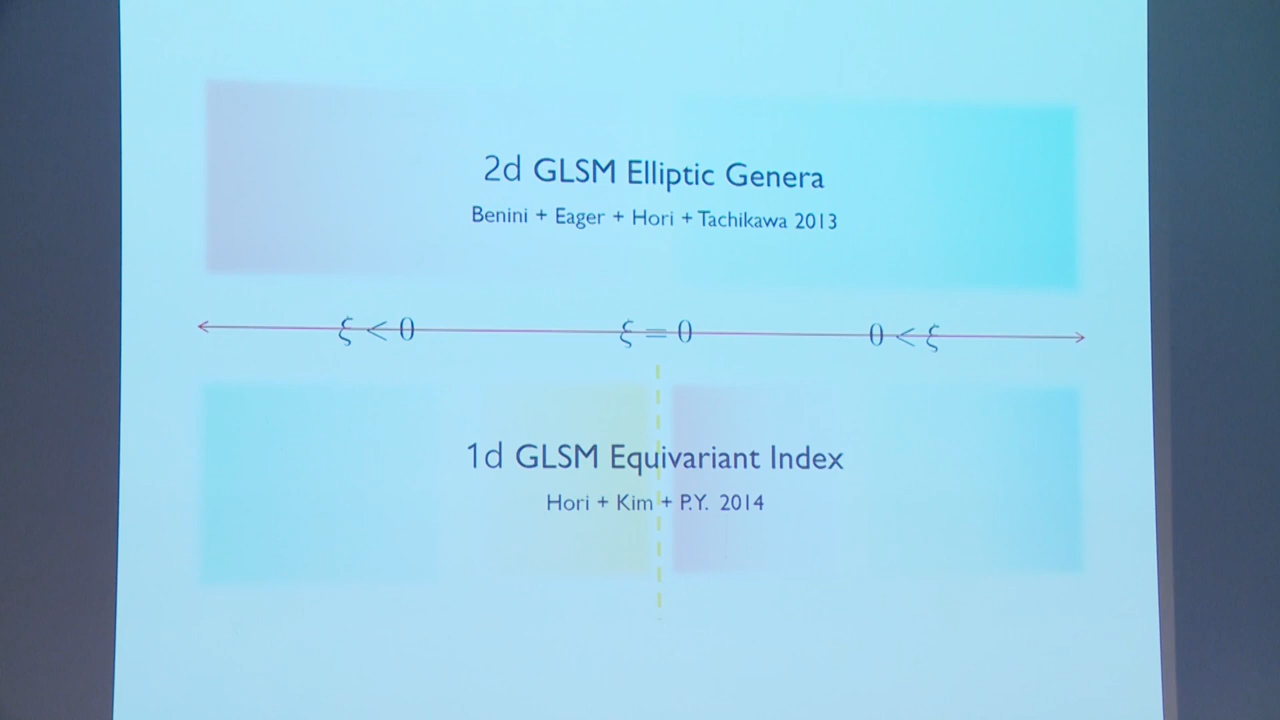 2d GLSM Elliptic Genera
Benini + Eager + Hori + Tachikawa 2013
ξ < 0 ξ = 0 0 < ξ
1d GLSM Equivariant Index
Hori + Kim + P.Y. 2014